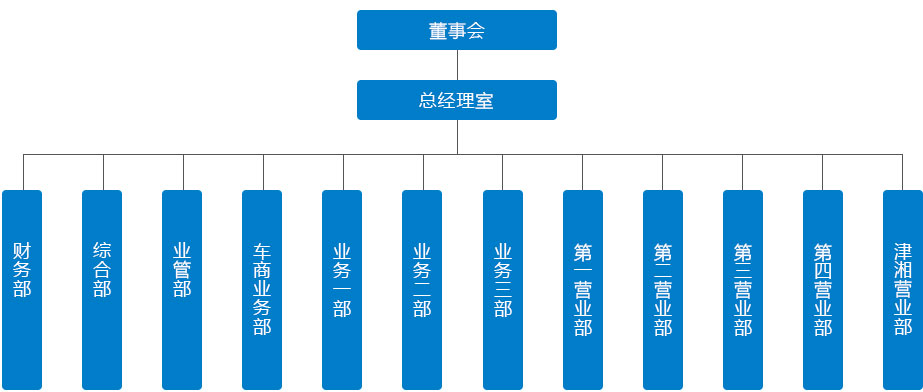 董事会
总经理室
财务部
综合部
业管部
车商业务部
业务一部
业务二部
业务三部
第一营业部
第二营业部
第三营业部
第四营业部
津湘营业部